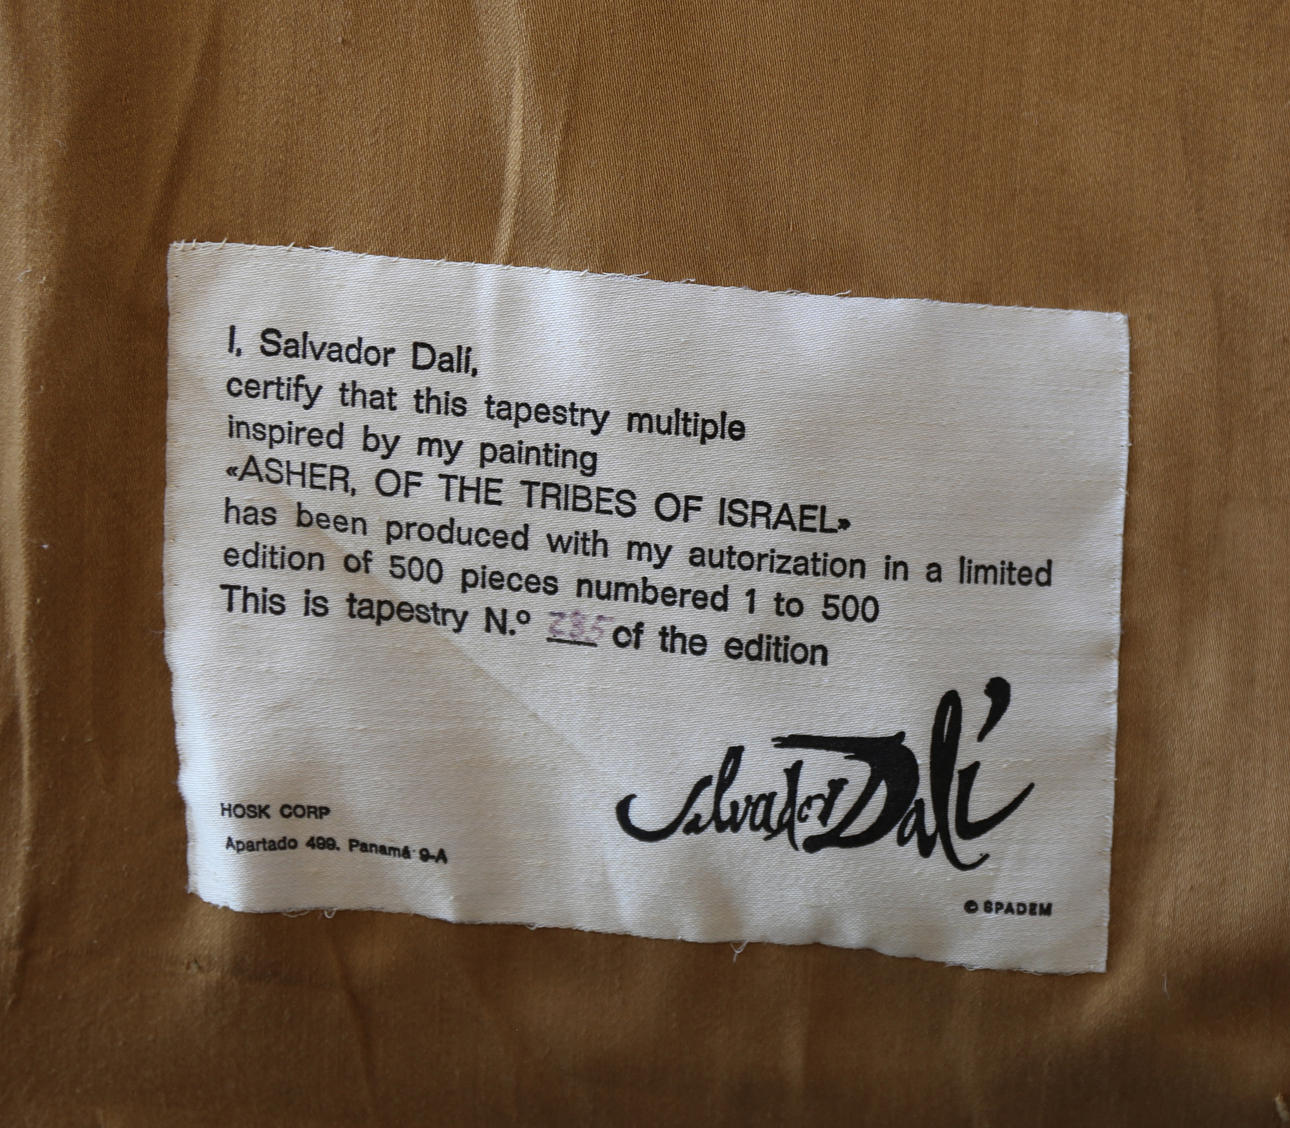 I, Salvador Dalí,
certify that this tapestry multiple
inspired by my painting
«ASHER, OF THE TRIBES OF ISRAEL»
has been produced with my autorization in a limited
edition of 500 pieces numbered 1 to 500
This is tapestry N.º 285 of the edition
Salvador Dalí
HOSK CORP
Apartado 499. Panamá 9-A
© SPADEM